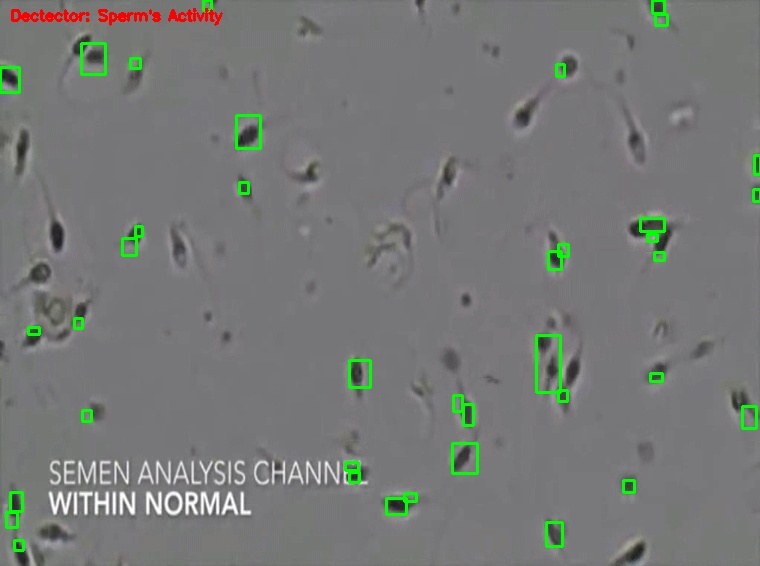 Dectector: Sperm's Activity
SEMEN ANALYSIS CHANNEL
WITHIN NORMAL